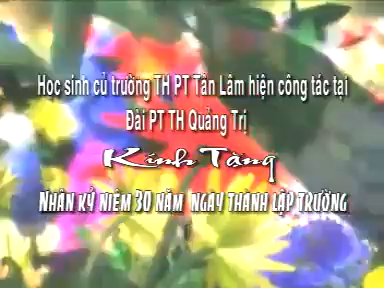 Học sinh củ trường TH PT Tân Lâm hiện công tác tại
Đài PT TH Quảng Trị
Kính Tặng
NHÂN KỶ NIỆM 30 NĂM NGÀY THÀNH LẬP TRƯỜNG